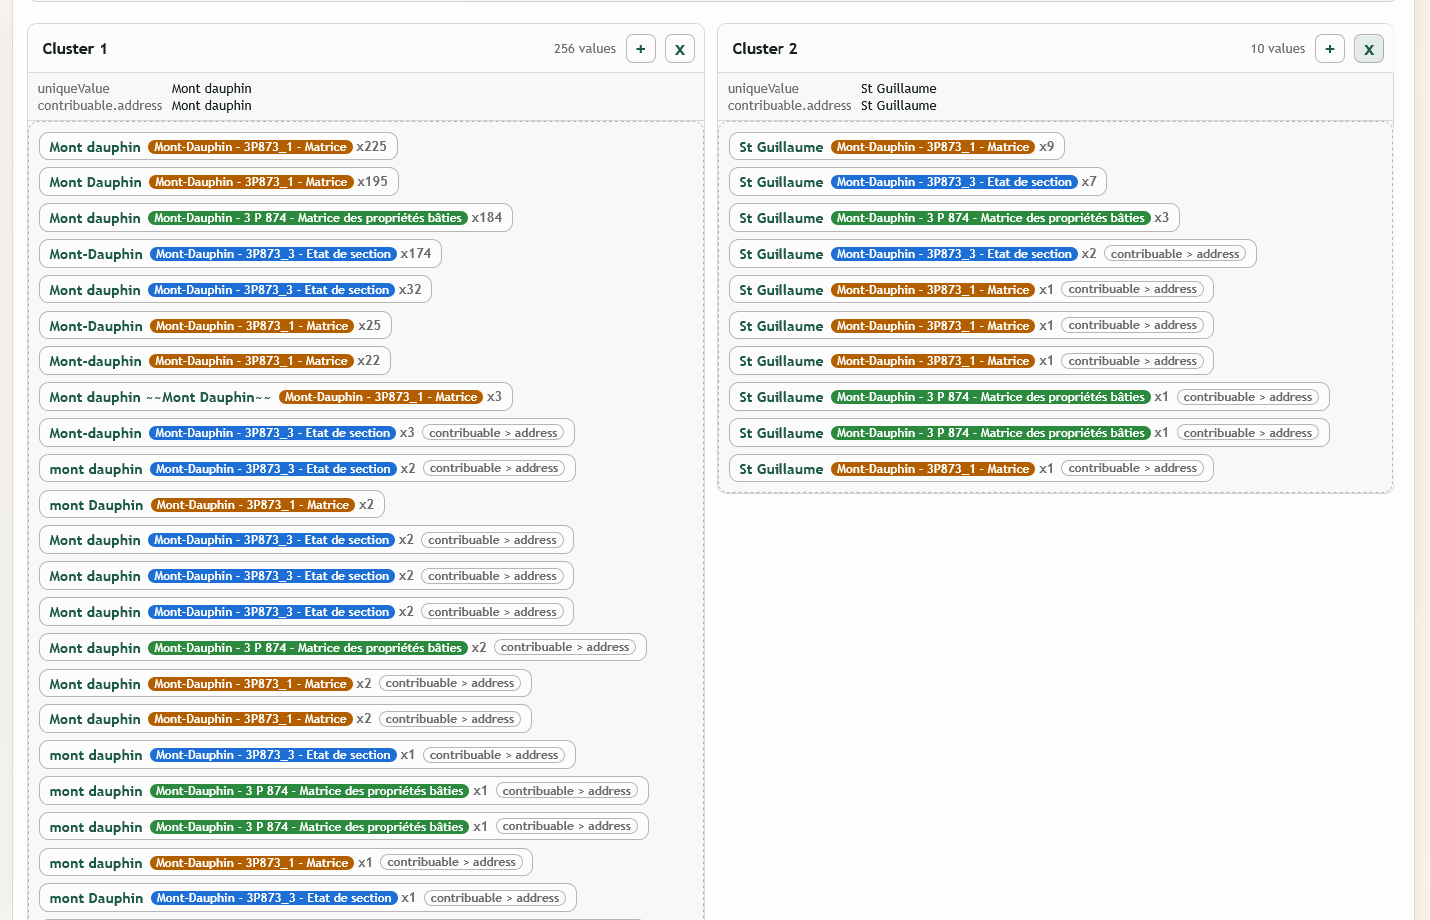 Cluster 1
256 values
+
x
uniqueValue Mont dauphin
contribuable.address Mont dauphin
Mont dauphin Mont-Dauphin - 3P873_1 - Matrice x225
Mont Dauphin Mont-Dauphin - 3P873_1 - Matrice x195
Mont dauphin Mont-Dauphin - 3 P 874 - Matrice des propriétés bâties x184
Mont-Dauphin Mont-Dauphin - 3P873_3 - Etat de section x174
Mont dauphin Mont-Dauphin - 3P873_3 - Etat de section x32
Mont-Dauphin Mont-Dauphin - 3P873_1 - Matrice x25
Mont-dauphin Mont-Dauphin - 3P873_1 - Matrice x22
Mont dauphin ~~Mont Dauphin~~ Mont-Dauphin - 3P873_1 - Matrice x3
Mont-dauphin Mont-Dauphin - 3P873_3 - Etat de section x3 contribuable > address
mont dauphin Mont-Dauphin - 3P873_3 - Etat de section x2 contribuable > address
mont Dauphin Mont-Dauphin - 3P873_1 - Matrice x2
Mont dauphin Mont-Dauphin - 3P873_3 - Etat de section x2 contribuable > address
Mont dauphin Mont-Dauphin - 3P873_3 - Etat de section x2 contribuable > address
Mont dauphin Mont-Dauphin - 3P873_3 - Etat de section x2 contribuable > address
Mont dauphin Mont-Dauphin - 3 P 874 - Matrice des propriétés bâties x2 contribuable > address
Mont dauphin Mont-Dauphin - 3P873_1 - Matrice x2 contribuable > address
Mont dauphin Mont-Dauphin - 3P873_1 - Matrice x2 contribuable > address
mont dauphin Mont-Dauphin - 3P873_3 - Etat de section x1 contribuable > address
mont dauphin Mont-Dauphin - 3 P 874 - Matrice des propriétés bâties x1 contribuable > address
mont dauphin Mont-Dauphin - 3 P 874 - Matrice des propriétés bâties x1 contribuable > address
mont dauphin Mont-Dauphin - 3P873_1 - Matrice x1 contribuable > address
mont Dauphin Mont-Dauphin - 3P873_3 - Etat de section x1 contribuable > address
Cluster 2
10 values
+
x
uniqueValue St Guillaume
contribuable.address St Guillaume
St Guillaume Mont-Dauphin - 3P873_1 - Matrice x9
St Guillaume Mont-Dauphin - 3P873_3 - Etat de section x7
St Guillaume Mont-Dauphin - 3 P 874 - Matrice des propriétés bâties x3
St Guillaume Mont-Dauphin - 3P873_3 - Etat de section x2 contribuable > address
St Guillaume Mont-Dauphin - 3P873_1 - Matrice x1 contribuable > address
St Guillaume Mont-Dauphin - 3P873_1 - Matrice x1 contribuable > address
St Guillaume Mont-Dauphin - 3P873_1 - Matrice x1 contribuable > address
St Guillaume Mont-Dauphin - 3 P 874 - Matrice des propriétés bâties x1 contribuable > address
St Guillaume Mont-Dauphin - 3 P 874 - Matrice des propriétés bâties x1 contribuable > address
St Guillaume Mont-Dauphin - 3P873_1 - Matrice x1 contribuable > address